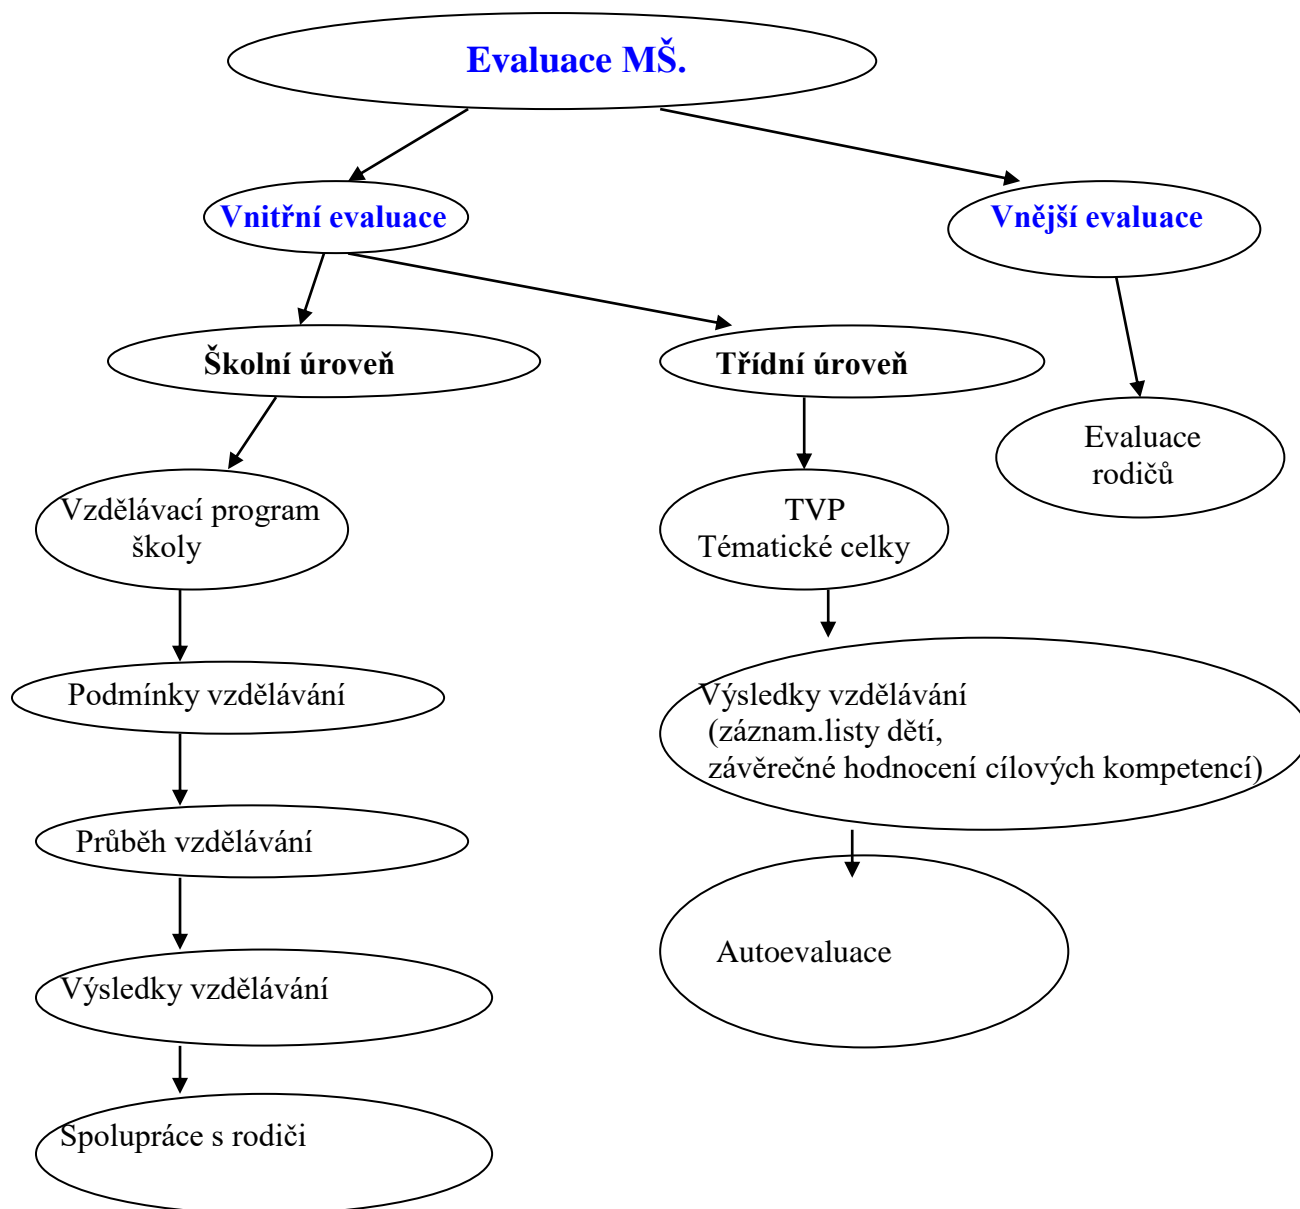 Evaluace MŠ.
Vnitřní evaluace
Vnější evaluace
Školní úroveň
Třídní úroveň
Evaluace
rodičů
Vzdělávací program
školy
TVP
Tématické celky
Podmínky vzdělávání
Výsledky vzdělávání
(záznam.listy dětí,
závěrečné hodnocení cílových kompetencí)
Průběh vzdělávání
Autoevaluace
Výsledky vzdělávání
Spolupráce s rodiči